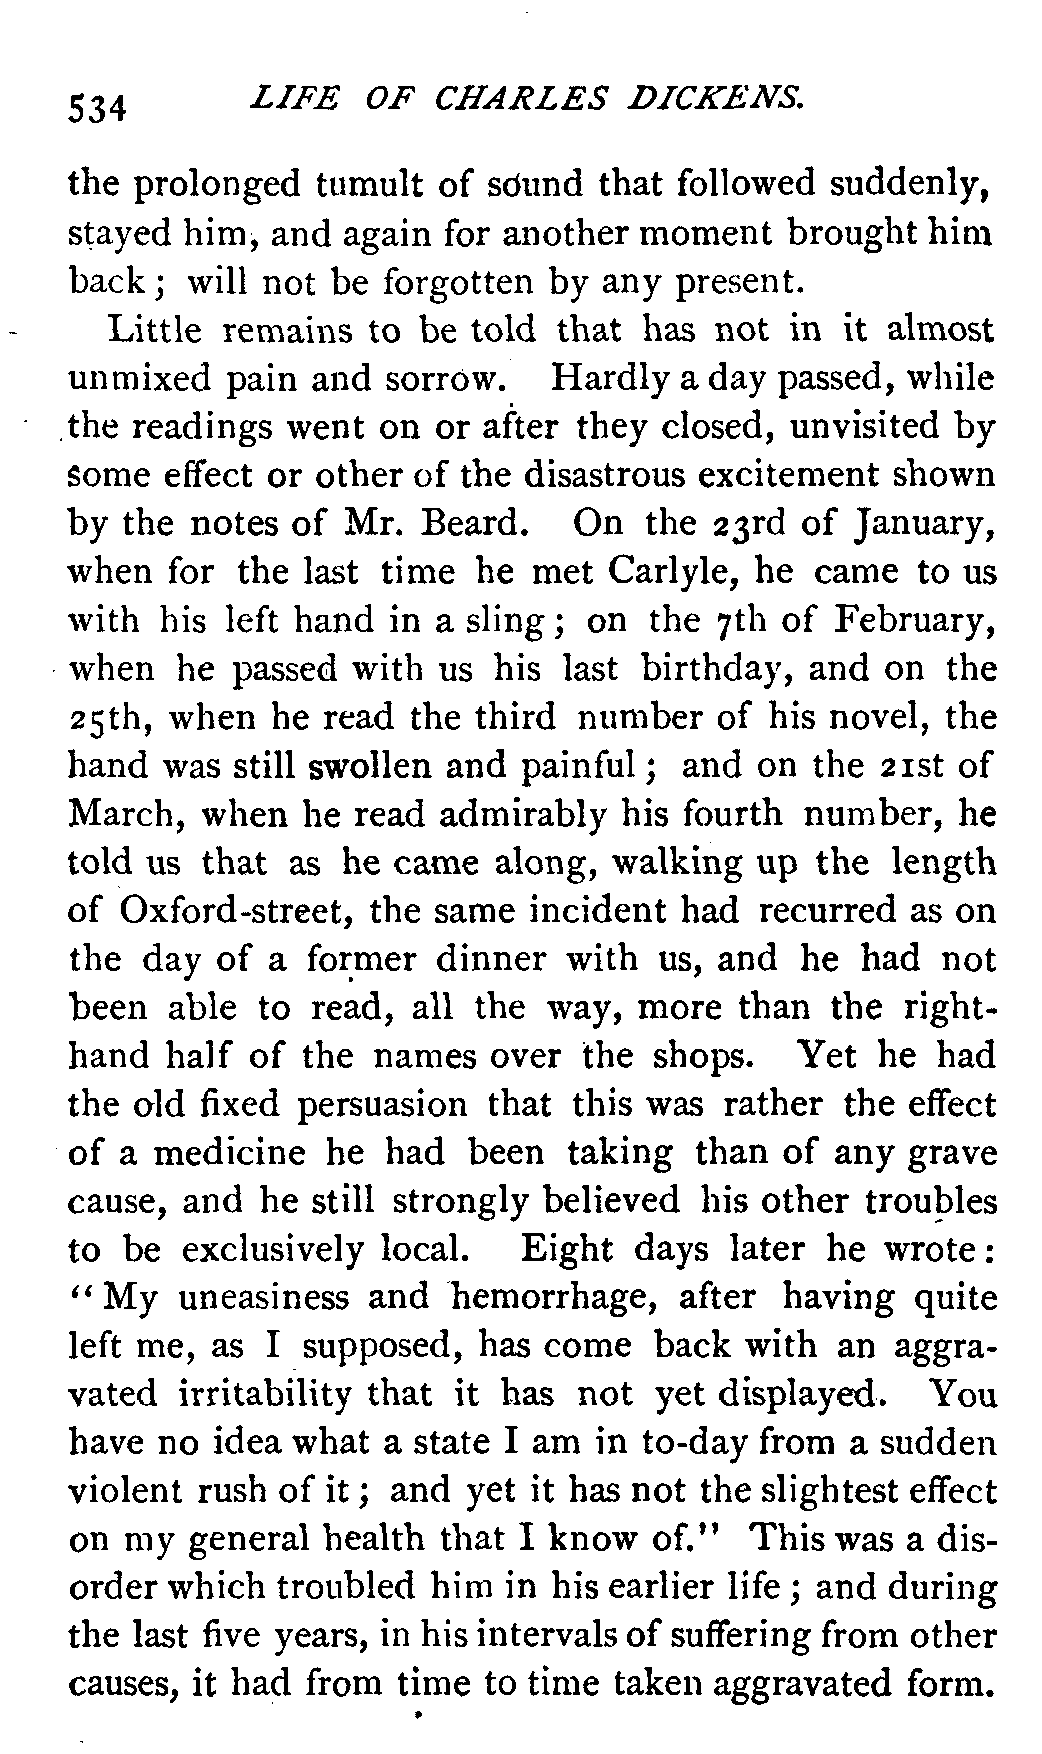 534 LIFE OF CHARLES DICKENS.
the prolonged tumult of sound that followed suddenly,
stayed him, and again for another moment brought him
back ; will not be forgotten by any present.
Little remains to be told that has not in it almost
unmixed pain and sorrow. Hardly a day passed, while
the readings went on or after they closed, unvisited by
some effect or other of the disastrous excitement shown
by the notes of Mr. Beard. On the 23rd of January,
when for the last time he met Carlyle, he came to us
with his left hand in a sling ; on the 7th of February,
when he passed with us his last birthday, and on the
25th, when he read the third number of his novel, the
hand was still swollen and painful ; and on the 21st of
March, when he read admirably his fourth number, he
told us that as he came along, walking up the length
of Oxford-street, the same incident had recurred as on
the day of a former dinner with us, and he had not
been able to read, all the way, more than the right-
hand half of the names over the shops. Yet he had
the old fixed persuasion that this was rather the effect
of a medicine he had been taking than of any grave
cause, and he still strongly believed his other troubles
to be exclusively local. Eight days later he wrote :
“ My uneasiness and hemorrhage, after having quite
left me, as I supposed, has come back with an aggra-
vated irritability that it has not yet displayed. You
have no idea what a state I am in to-day from a sudden
violent rush of it ; and yet it has not the slightest effect
on my general health that I know of.” This was a dis-
order which troubled him in his earlier life ; and during
the last five years, in his intervals of suffering from other
causes, it had from time to time taken aggravated form.